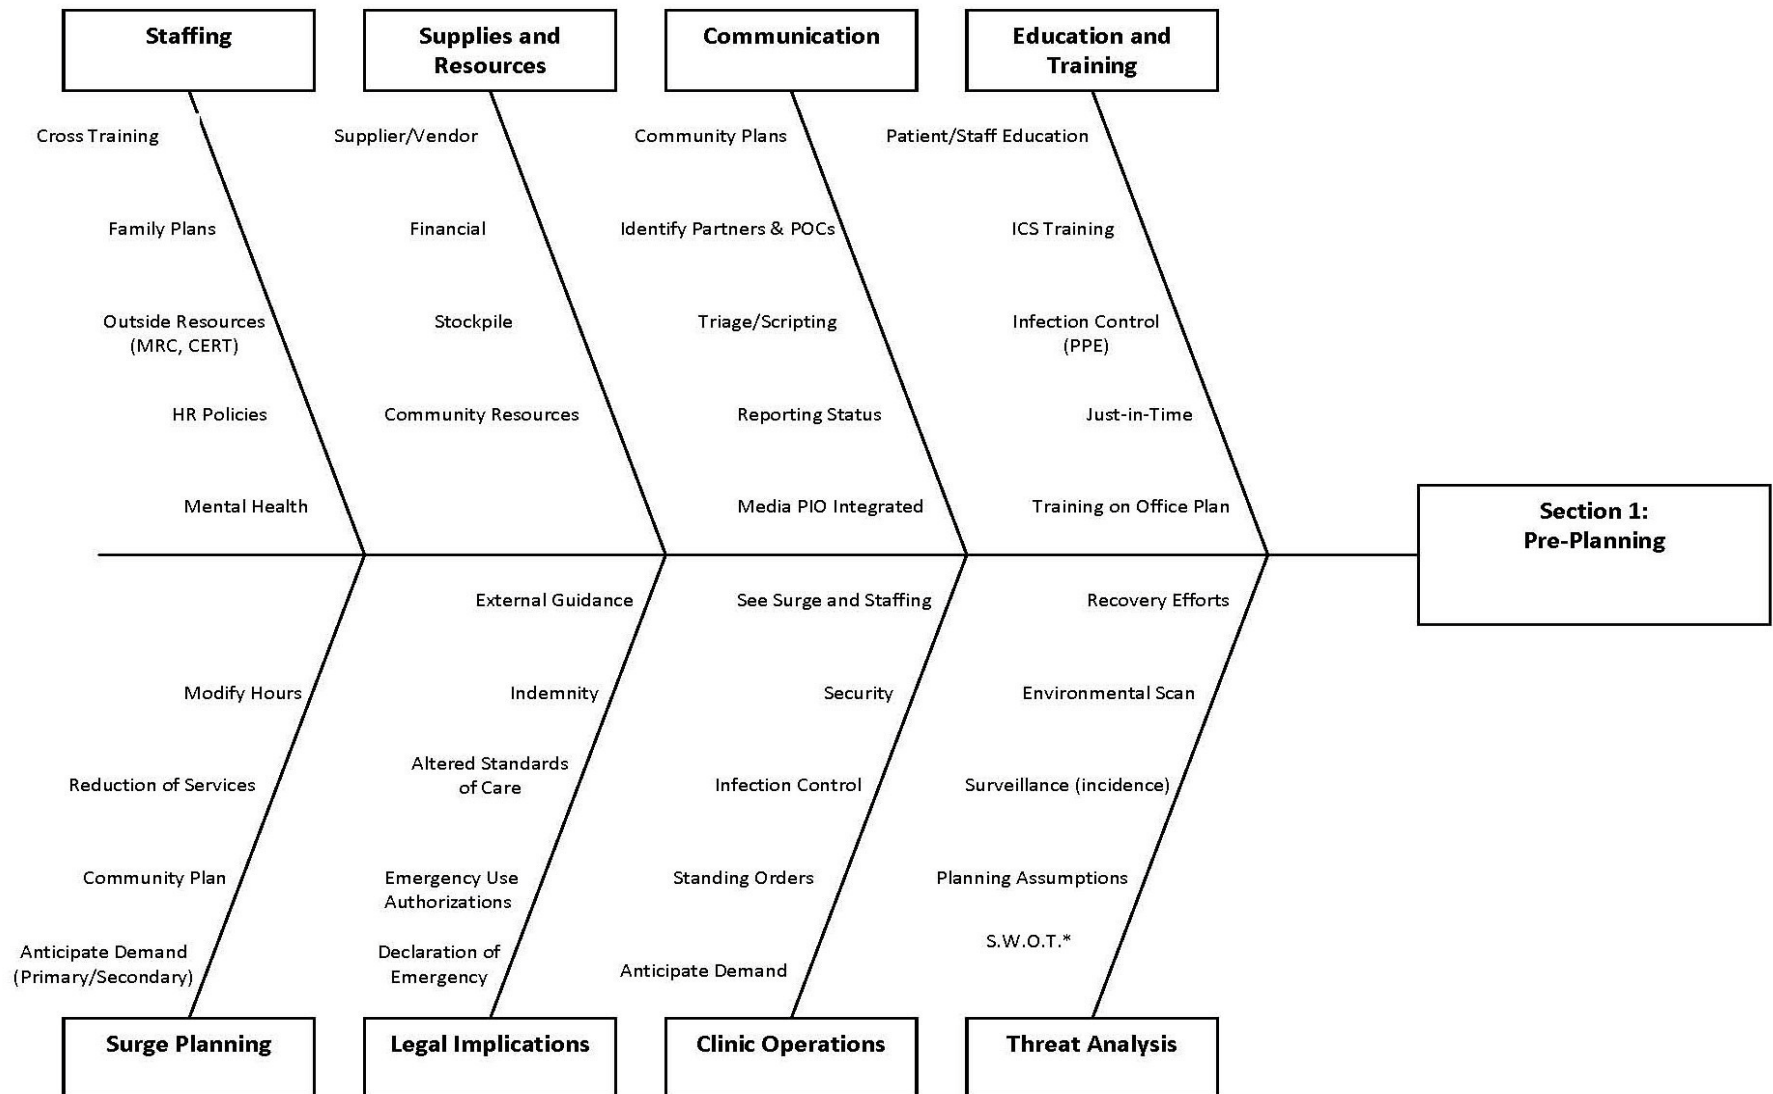 Staffing
Supplies and
Resources
Communication
Education and
Training
Cross Training
Supplier/Vendor
Community Plans
Patient/Staff Education
Family Plans
Financial
Identify Partners & POCs
ICS Training
Outside Resources
(MRC, CERT)
Stockpile
Triage/Scripting
Infection Control
(PPE)
HR Policies
Community Resources
Reporting Status
Just-in-Time
Mental Health
Media PIO Integrated
Training on Office Plan
Section 1:
Pre-Planning
External Guidance
See Surge and Staffing
Recovery Efforts
Modify Hours
Indemnity
Security
Environmental Scan
Reduction of Services
Altered Standards
of Care
Infection Control
Surveillance (incidence)
Community Plan
Emergency Use
Authorizations
Standing Orders
Planning Assumptions
Anticipate Demand
(Primary/Secondary)
Declaration of
Emergency
Anticipate Demand
S.W.O.T.*
Surge Planning
Legal Implications
Clinic Operations
Threat Analysis